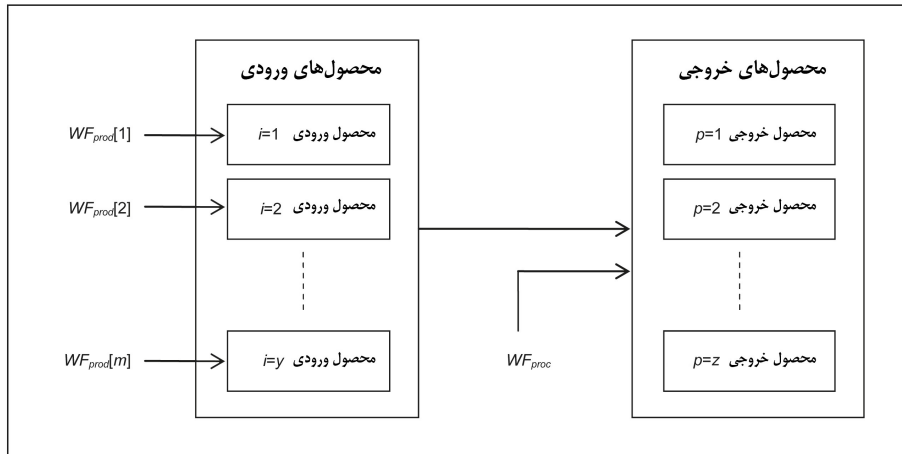 محصول‌های ورودی
محصول‌های خروجی
WFprod[1]
محصول ورودی i=1
محصول خروجی p=1
WFprod[2]
محصول ورودی i=2
محصول خروجی p=2
WFprod[m]
محصول ورودی i=y
WFproc
محصول خروجی p=z